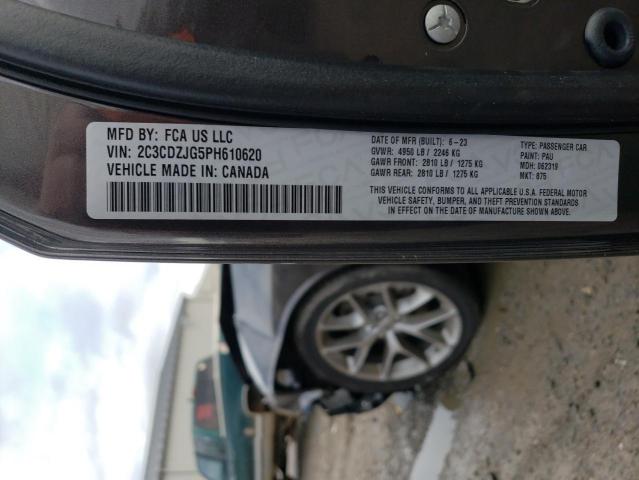 MFD BY: FCA US LLC
VIN: 2C3CDZJG5PH610620
VEHICLE MADE IN: CANADA
DATE OF MFR (BUILT): 6-23
GVWR: 4950 LB / 2246 KG
GAWR FRONT: 2810 LB / 1275 KG
GAWR REAR: 2810 LB / 1275 KG
TYPE: PASSENGER CAR
PAINT: PAU
MDH: 062319
MKT: 875
THIS VEHICLE CONFORMS TO ALL APPLICABLE U.S.A. FEDERAL MOTOR
VEHICLE SAFETY, BUMPER, AND THEFT PREVENTION STANDARDS
IN EFFECT ON THE DATE OF MANUFACTURE SHOWN ABOVE.